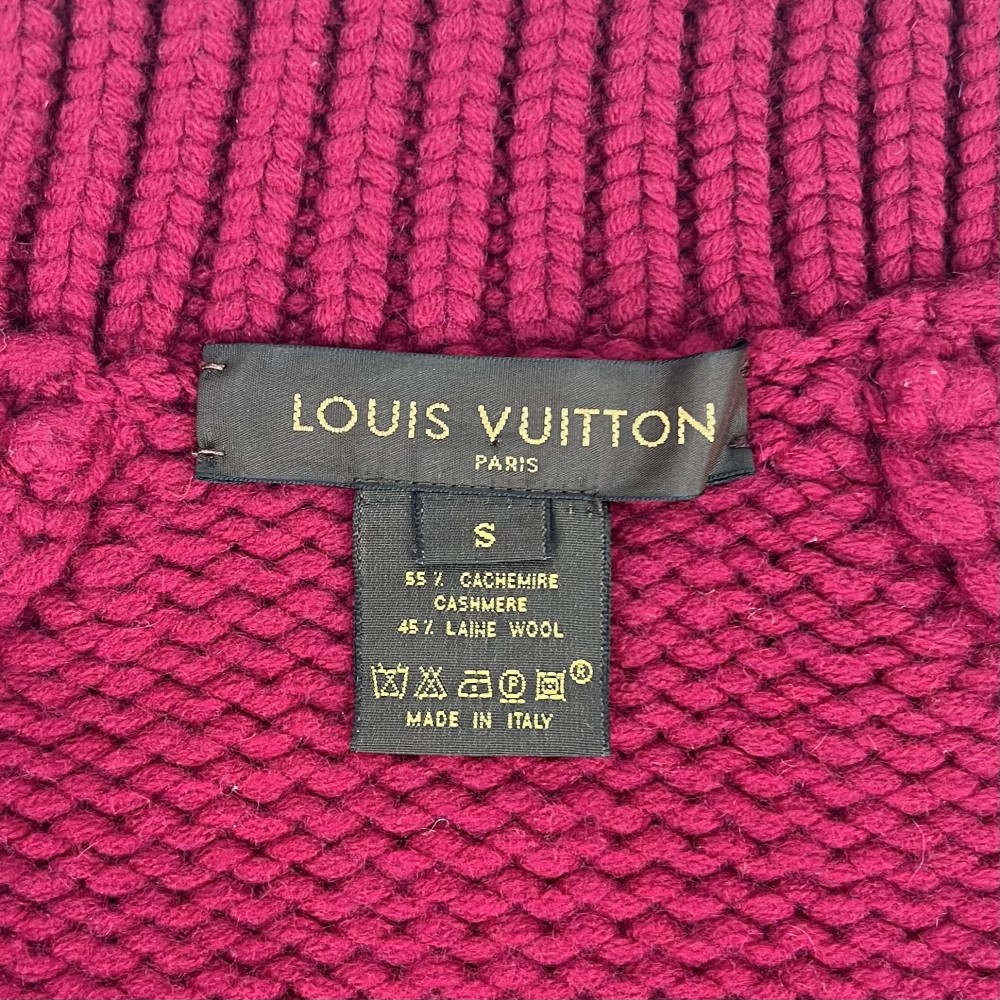 LOUIS VUITTON
PARIS
S
55 % CACHEMIRE
CASHMERE
45 % LAINE WOOL
P ®
MADE IN ITALY